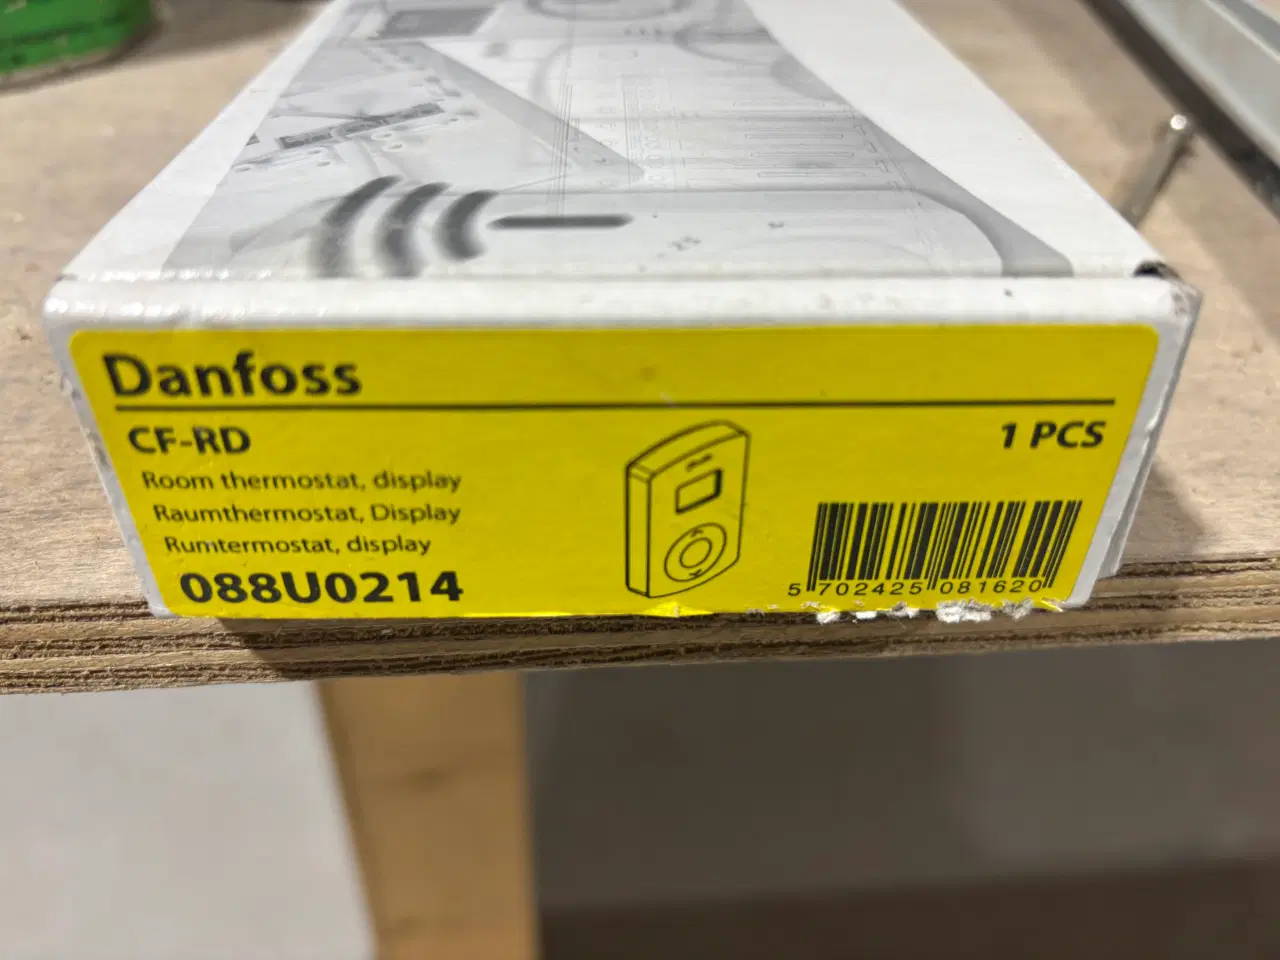 Danfoss
CF-RD
1 PCS
Room thermostat, display
Raumthermostat, Display
Rumtermostat, display
088U0214
5 702425 081620